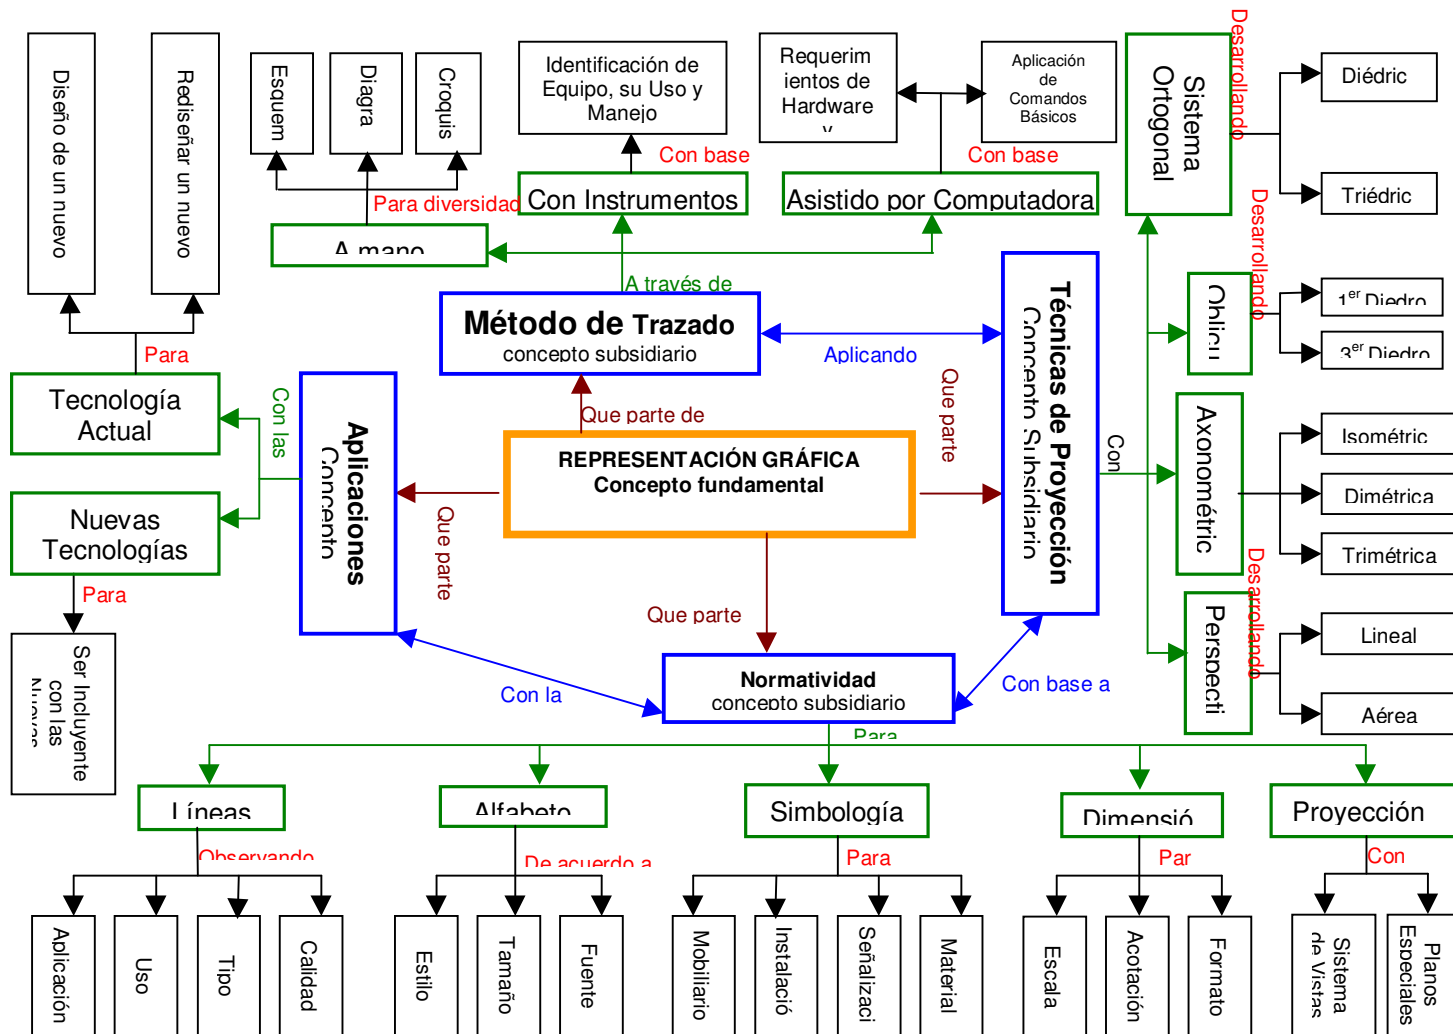 Diseño de un nuevo
Rediseñar un nuevo
Esquem
Diagra
Croquis
Identificación de
Equipo, su Uso y
Manejo
Requerim
ientos de
Hardware
y
Aplicación
de
Comandos
Básicos
Sistema
Ortogonal
Desarrollando
Diédric
Triédric
Con base
Con base
Para diversidad
Con Instrumentos
Asistido por Computadora
A mano
A través de
Método de Trazado
concepto subsidiario
Aplicando
Técnicas de Proyección
Concepto Subsidiario
Con
Oblicu
Desarrollando
1er Diedro
3er Diedro
Para
Tecnología
Actual
Con las
Nuevas
Tecnologías
Para
Ser Incluyente
con las
Nuevas
Aplicaciones
Concepto
Que parte de
Que parte
Que parte
Que parte
REPRESENTACIÓN GRÁFICA
Concepto fundamental
Axonométric
Isométric
Dimétrica
Trimétrica
Perspecti
Desarrollando
Lineal
Aérea
Con la
Normatividad
concepto subsidiario
Con base a
Para
Líneas
Alfabeto
Simbología
Dimensió
Proyección
Observando
De acuerdo a
Para
Par
Con
Aplicación
Uso
Tipo
Calidad
Estilo
Tamaño
Fuente
Mobiliario
Instalació
Señalizaci
Material
Escala
Acotación
Formato
Sistema
de Vistas
Planos
Especiales